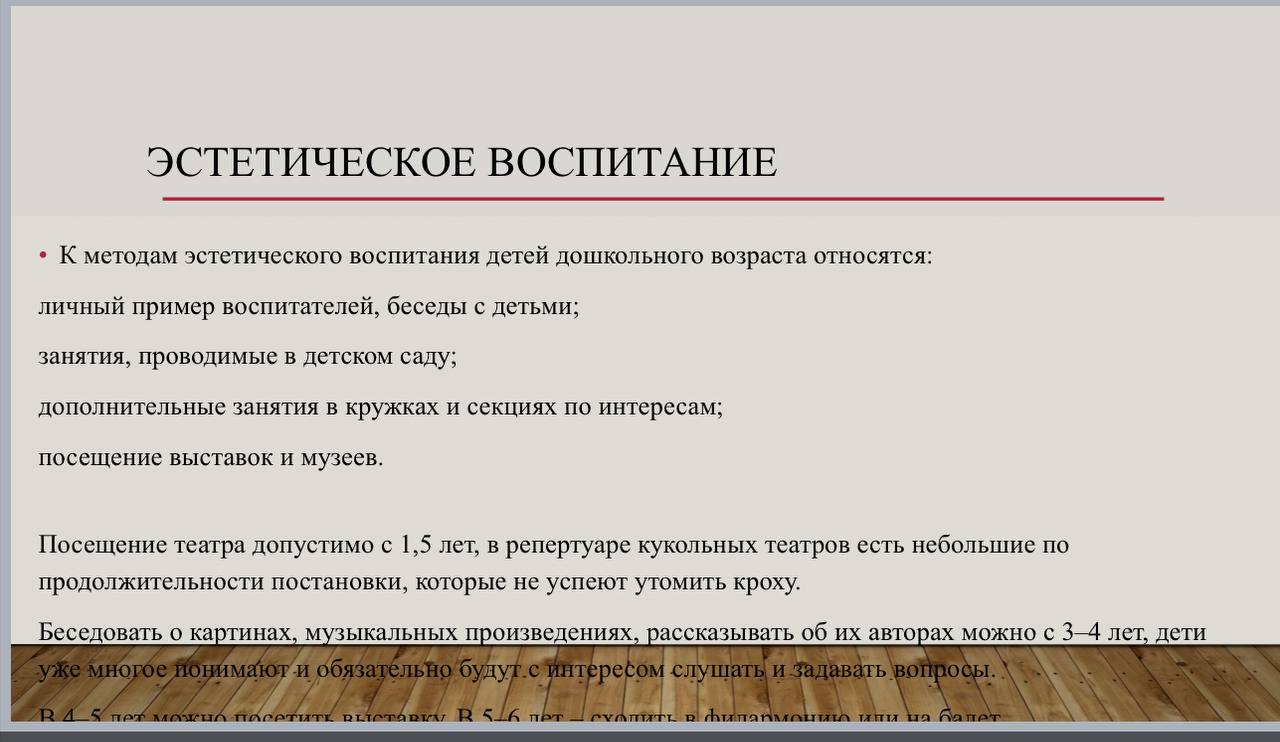 ЭСТЕТИЧЕСКОЕ ВОСПИТАНИЕ
• К методам эстетического воспитания детей дошкольного возраста относятся:
личный пример воспитателей, беседы с детьми;
занятия, проводимые в детском саду;
дополнительные занятия в кружках и секциях по интересам;
посещение выставок и музеев.
Посещение театра допустимо с 1,5 лет, в репертуаре кукольных театров есть небольшие по
продолжительности постановки, которые не успеют утомить кроху.
Беседовать о картинах, музыкальных произведениях, рассказывать об их авторах можно с 3–4 лет, дети
уже многое понимают и обязательно будут с интересом слушать и задавать вопросы.
В 4–5 лет можно посетить выставку. В 5–6 лет – сходить в филармонию или на балет.